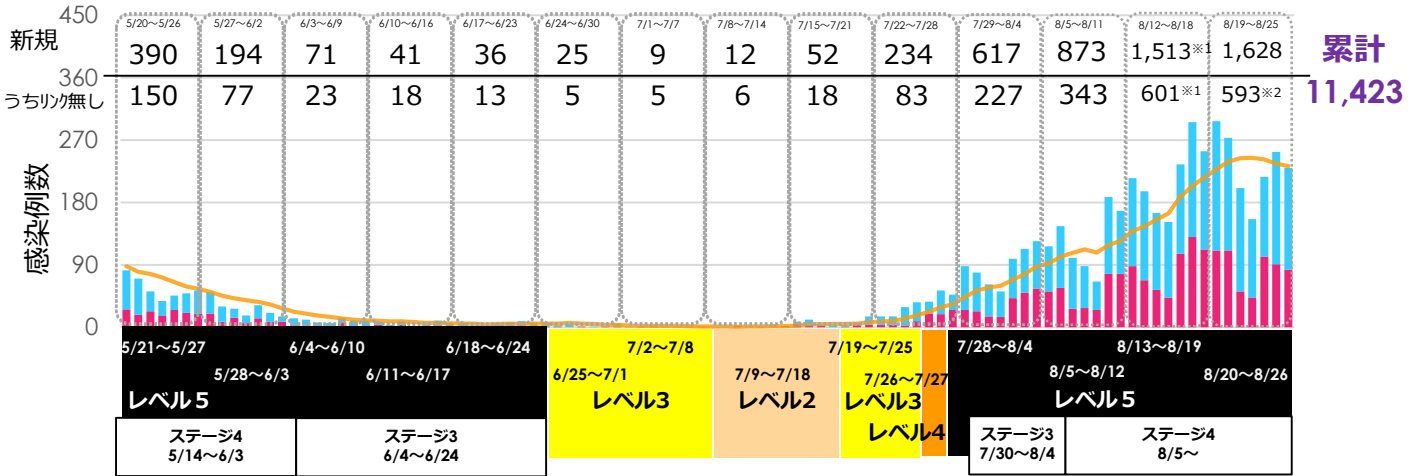 450
5/20～5/26 5/27～6/2 6/3～6/9 6/10～6/16 6/17～6/23 6/24～6/30 7/1～7/7 7/8～7/14 7/15～7/21 7/22～7/28 7/29～8/4 8/5～8/11 8/12～8/18 8/19～8/25
新規 390 194 71 41 36 25 9 12 52 234 617 873 1,513※1 1,628 累計
360
うちリンク無し 150 77 23 18 13 5 5 6 18 83 227 343 601※1 593※2 11,423
270
180
90
0
感染例数
5/21～5/27 6/4～6/10 6/18～6/24 7/2～7/8 7/19～7/25 7/28～8/4 8/13～8/19
5/28～6/3 6/11～6/17 6/25～7/1 7/9～7/18 7/26～7/27 8/5～8/12 8/20～8/26
レベル５ レベル3 レベル2 レベル3 レベル５
レベル4
ステージ4 ステージ3 ステージ3 ステージ4
5/14～6/3 6/4～6/24 7/30～8/4 8/5～